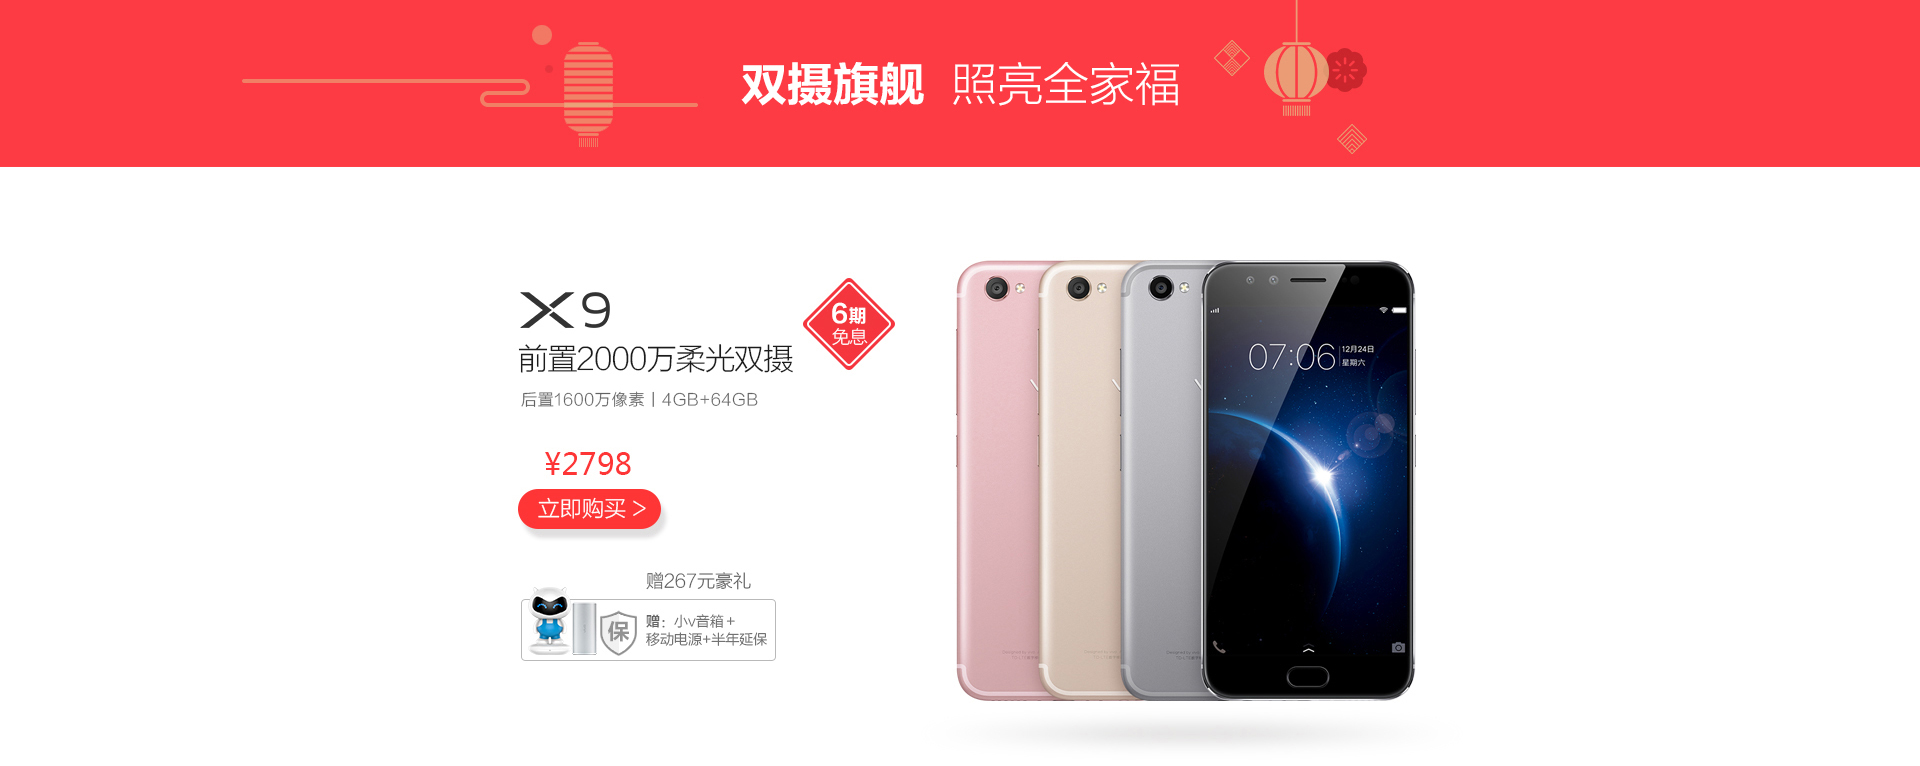 双摄旗舰 照亮全家福
X9
前置2000万柔光双摄
后置1600万像素 | 4GB+64GB
6期
免息
¥2798
立即购买 >
赠267元豪礼
保
赠：小v音箱+
移动电源+半年延保
07:06
12月24日
星期六